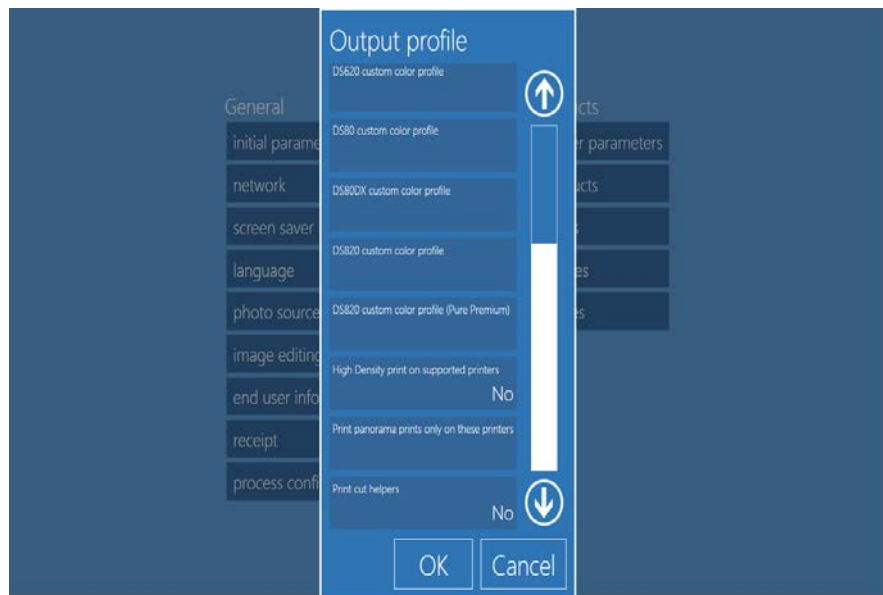 Output profile
DS620 custom color profile
DS80 custom color profile
DS80DX custom color profile
DS820 custom color profile
DS820 custom color profile (Pure Premium)
High Density print on supported printers
No
Print panorama prints only on these printers
Print cut helpers
No
OK
Cancel
General
initial parame
network
screen saver
language
photo source
image editing
end user info
receipt
process confi
cts
r parameters
ucts
es